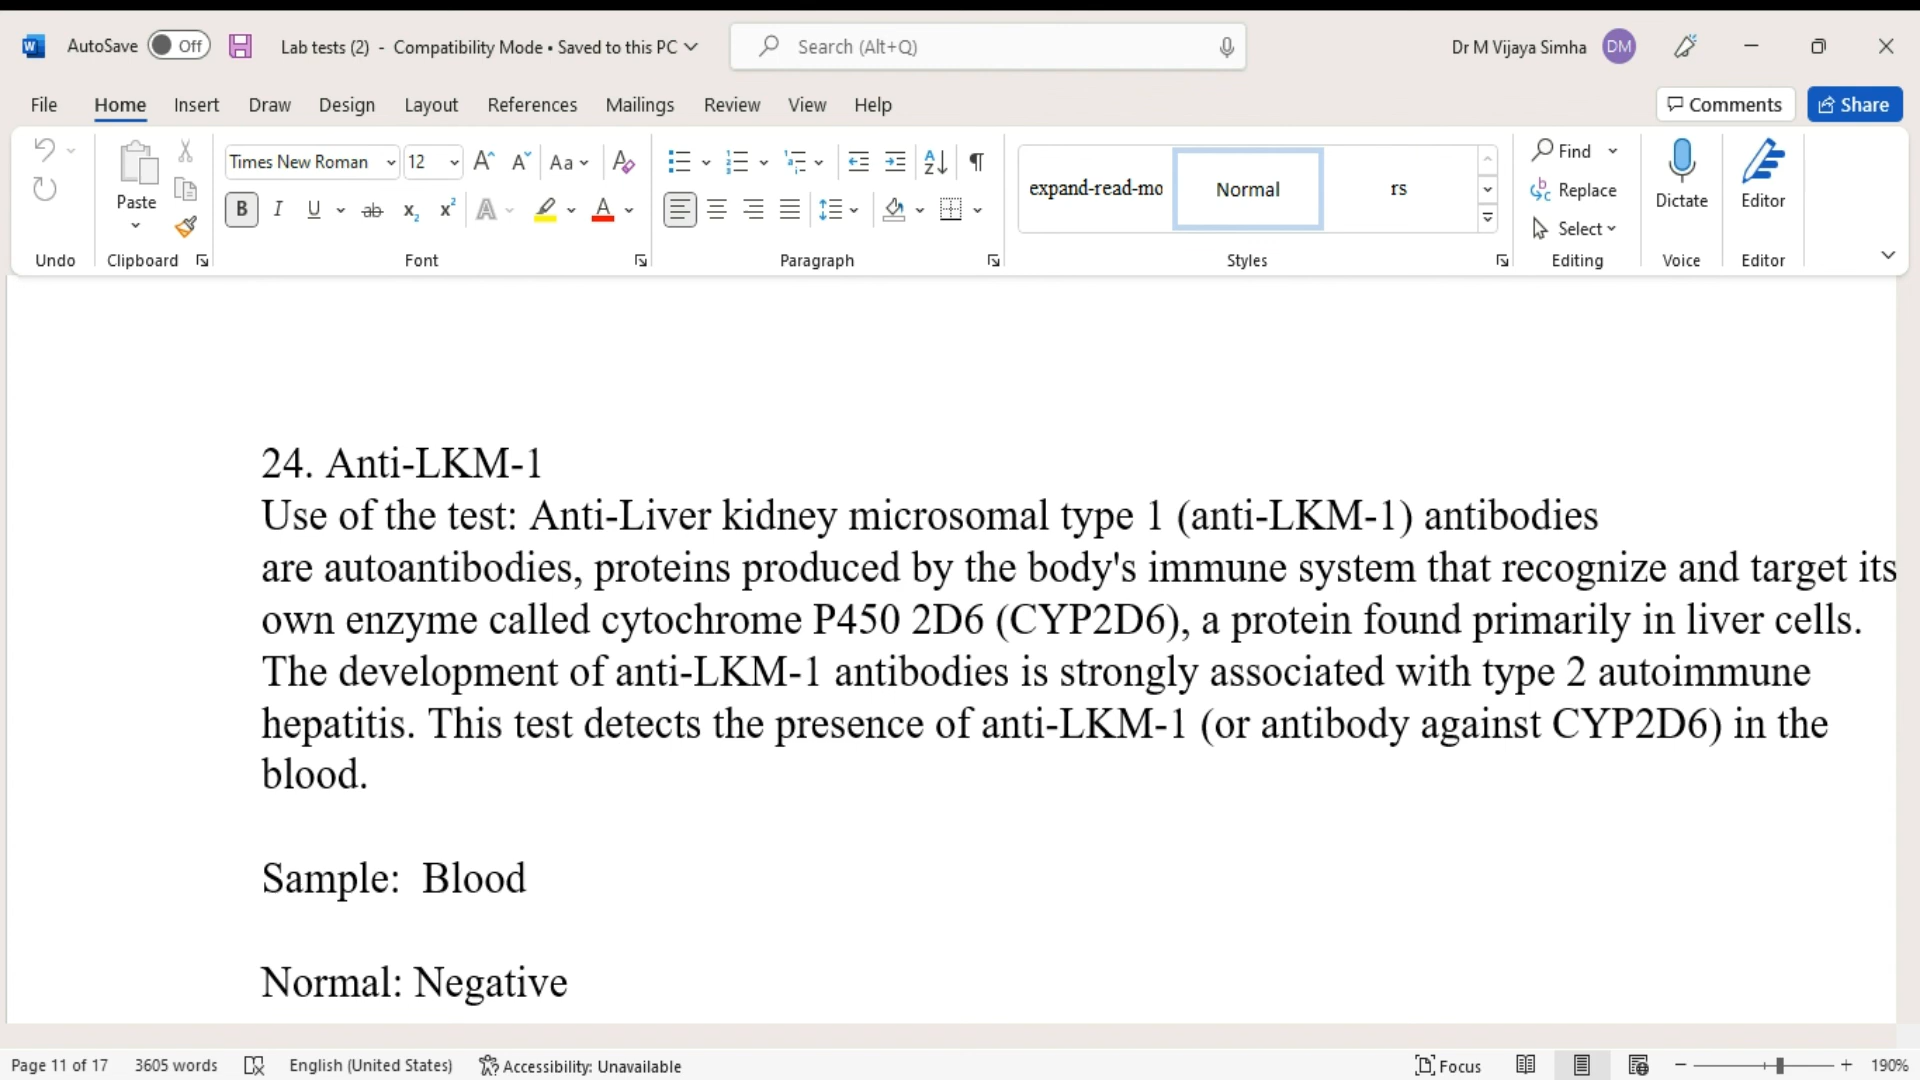 AutoSave Off Lab tests (2) - Compatibility Mode • Saved to this PC Search (Alt+Q) Dr M Vijaya Simha DM
File Home Insert Draw Design Layout References Mailings Review View Help Comments Share
Times New Roman 12 Aa
Paste
B I U ab
expand-read-mo Normal rs
Find
Replace
Select
Dictate
Editor
Undo Clipboard Font Paragraph Styles Editing Voice Editor
24. Anti-LKM-1
Use of the test: Anti-Liver kidney microsomal type 1 (anti-LKM-1) antibodies
are autoantibodies, proteins produced by the body's immune system that recognize and target its
own enzyme called cytochrome P450 2D6 (CYP2D6), a protein found primarily in liver cells.
The development of anti-LKM-1 antibodies is strongly associated with type 2 autoimmune
hepatitis. This test detects the presence of anti-LKM-1 (or antibody against CYP2D6) in the
blood.
Sample: Blood
Normal: Negative
Page 11 of 17 3605 words English (United States) Accessibility: Unavailable Focus 190%